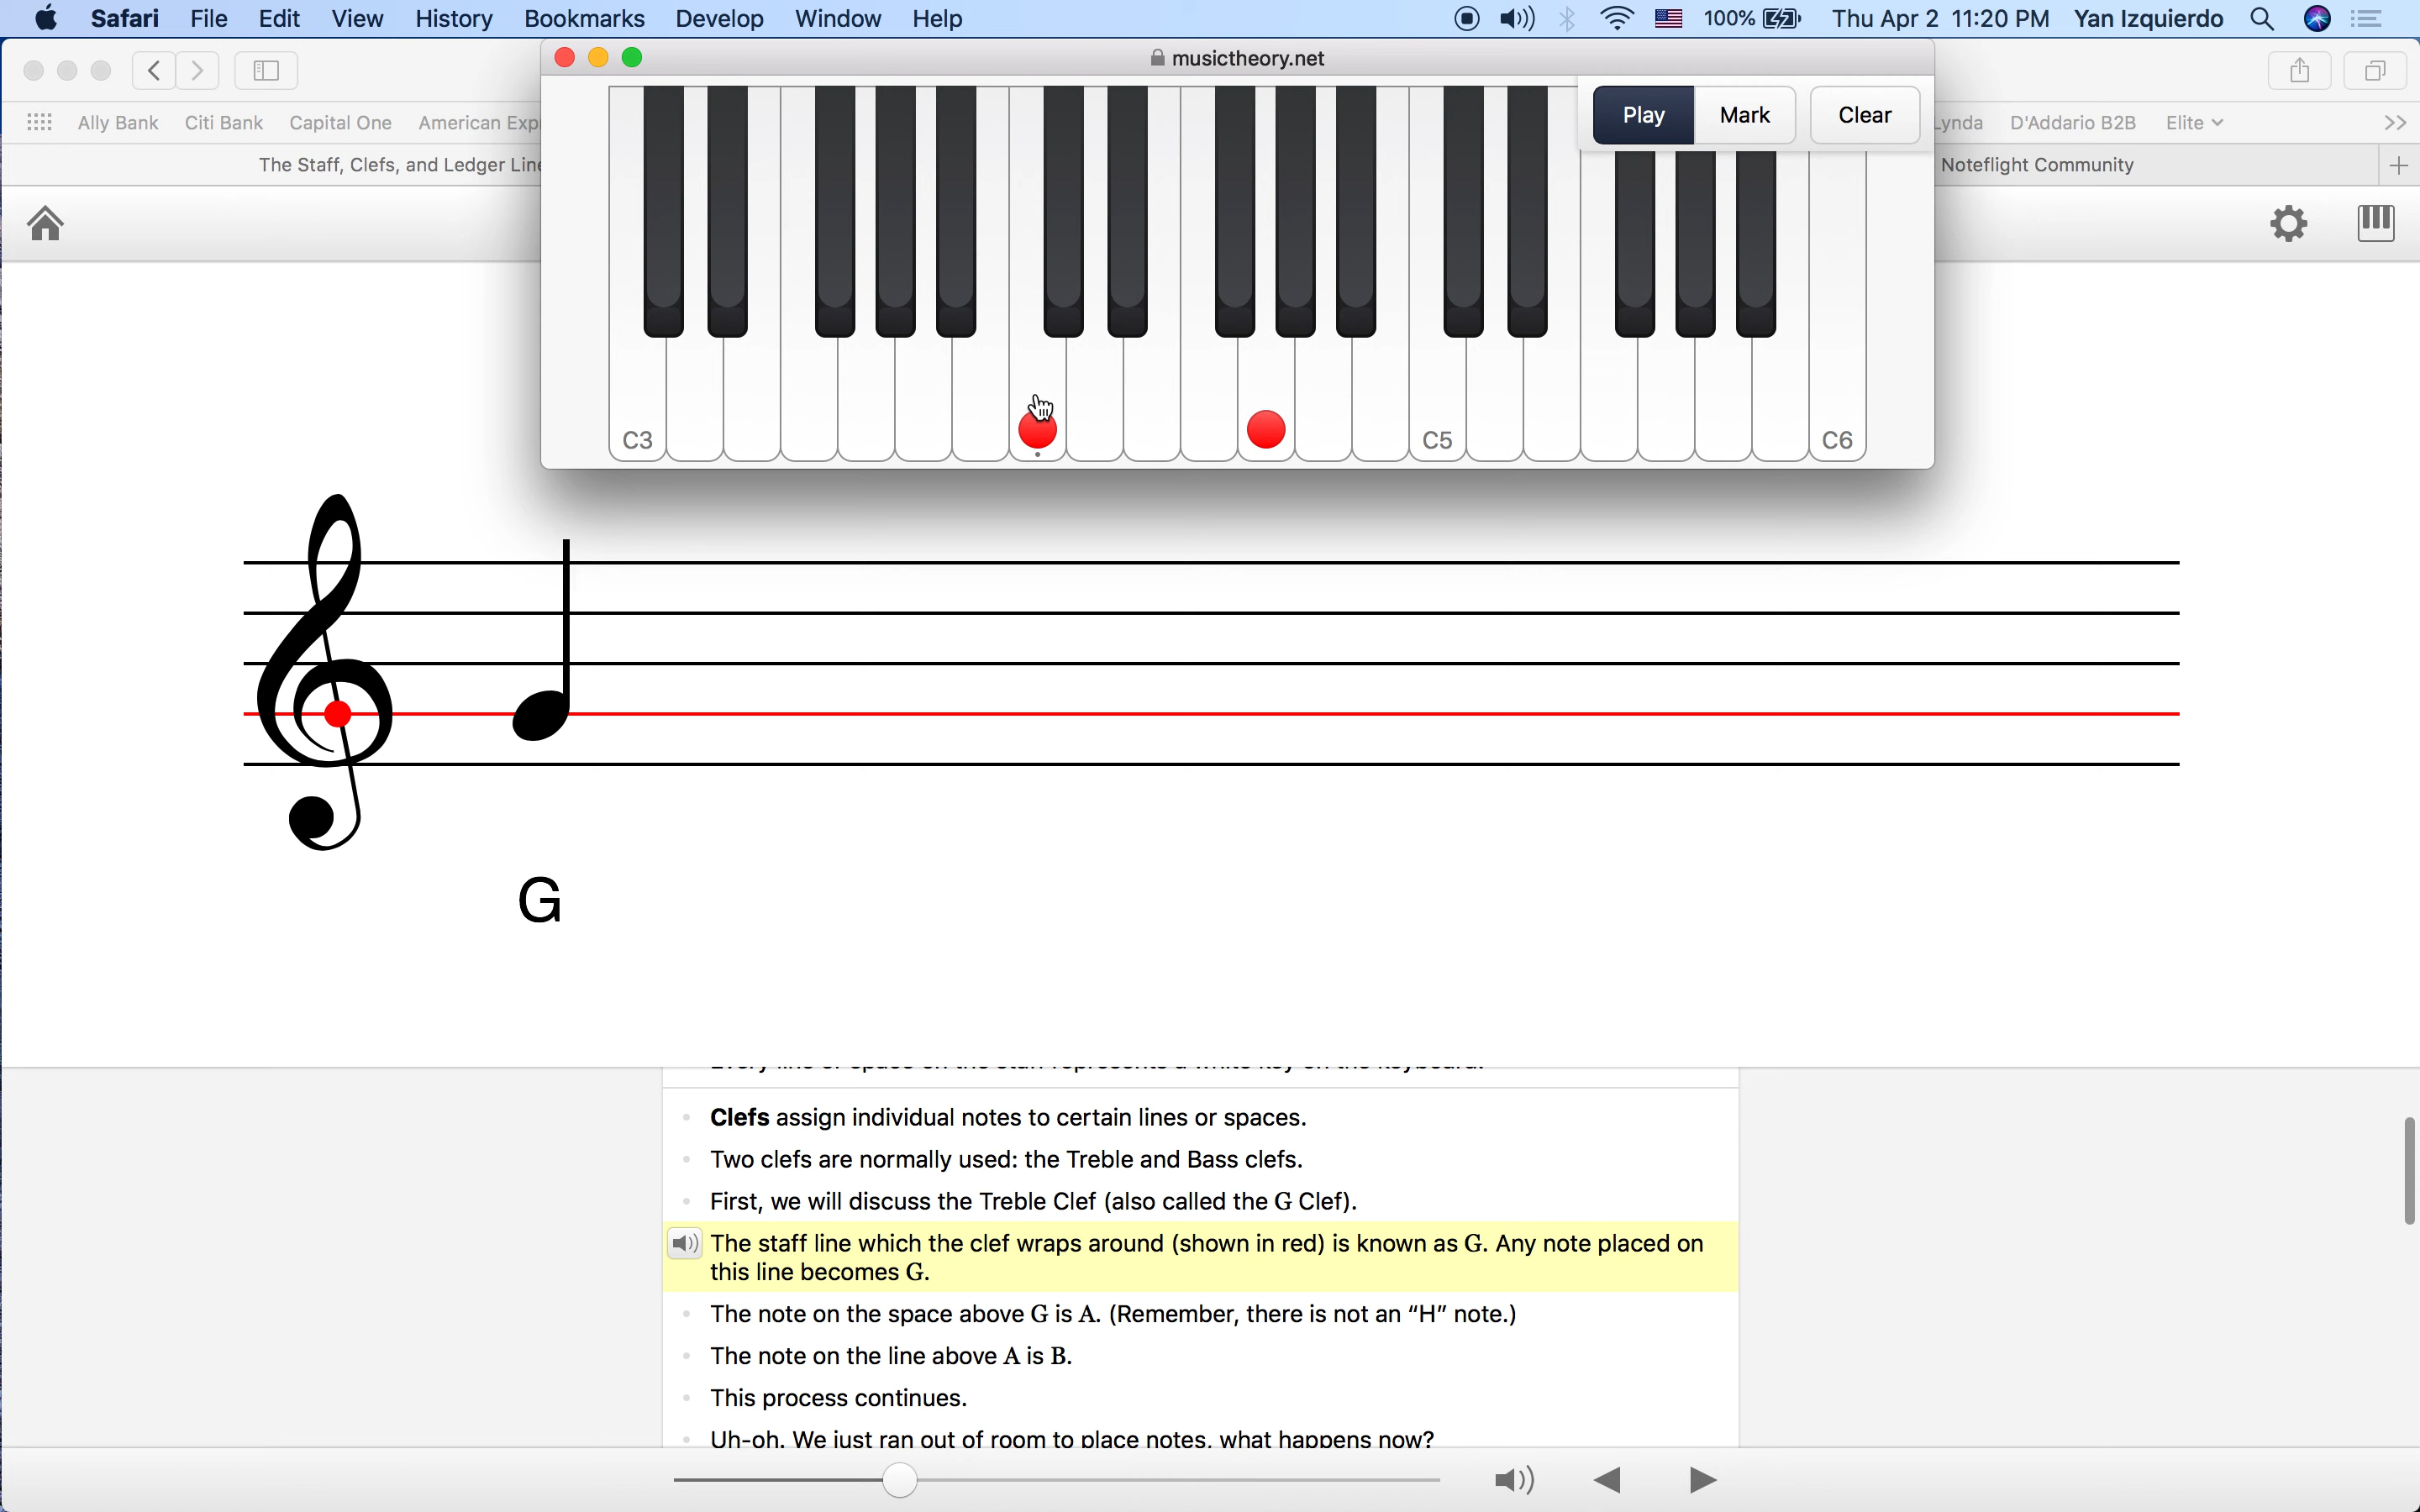 Safari File Edit View History Bookmarks Develop Window Help 100% Thu Apr 2 11:20 PM Yan Izquierdo
musictheory.net
Play Mark Clear
Ally Bank Citi Bank Capital One American Lynda D'Addario B2B Elite
The Staff, Clefs, and Ledger Noteflight Community
C3 C5 C6
G
Clefs assign individual notes to certain lines or spaces.
Two clefs are normally used: the Treble and Bass clefs.
First, we will discuss the Treble Clef (also called the G Clef).
The staff line which the clef wraps around (shown in red) is known as G. Any note placed on
this line becomes G.
The note on the space above G is A. (Remember, there is not an “H” note.)
The note on the line above A is B.
This process continues.
Uh-oh. We just ran out of room to place notes, what happens now?